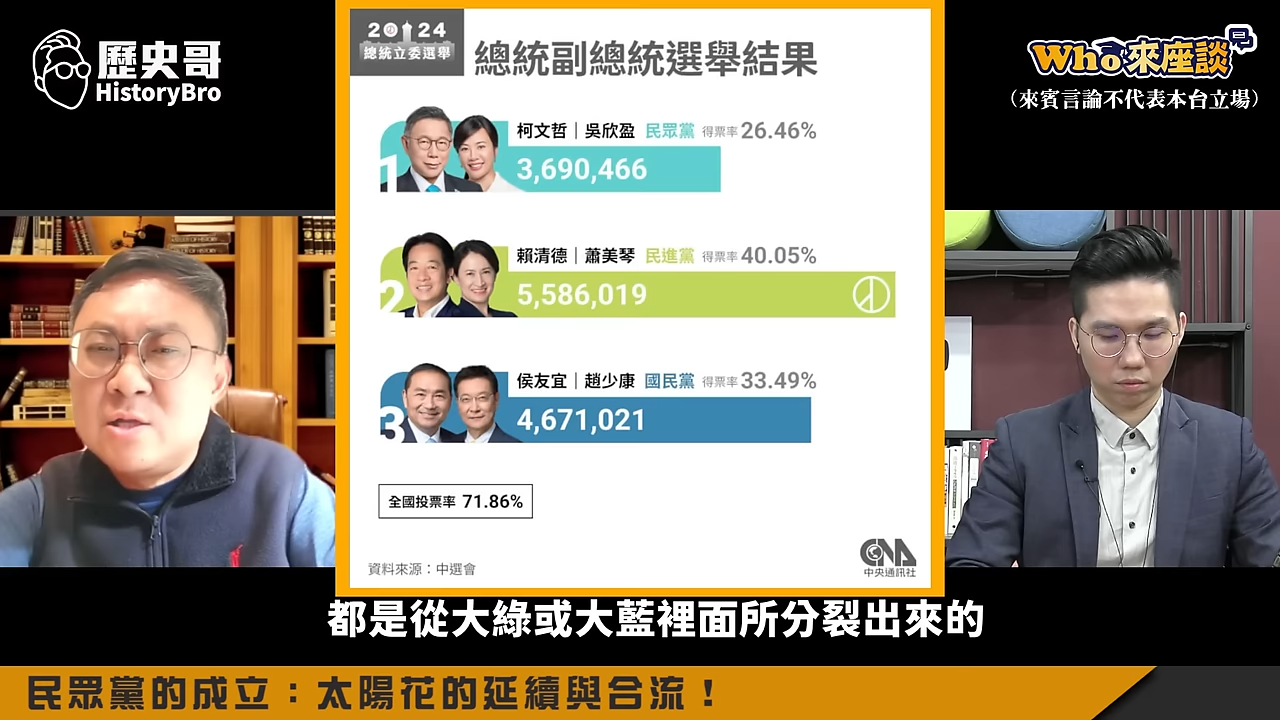 歷史哥
HistoryBro
2024
總統立委選舉
總統副總統選舉結果
Who來座談
(來賓言論不代表本台立場)
1
柯文哲｜吳欣盈 民眾黨 得票率 26.46%
3,690,466
2
賴清德｜蕭美琴 民進黨 得票率 40.05%
5,586,019
3
侯友宜｜趙少康 國民黨 得票率 33.49%
4,671,021
全國投票率 71.86%
資料來源：中選會
CNA
中央通訊社
都是從大綠或大藍裡面所分裂出來的
民眾黨的成立：太陽花的延續與合流！